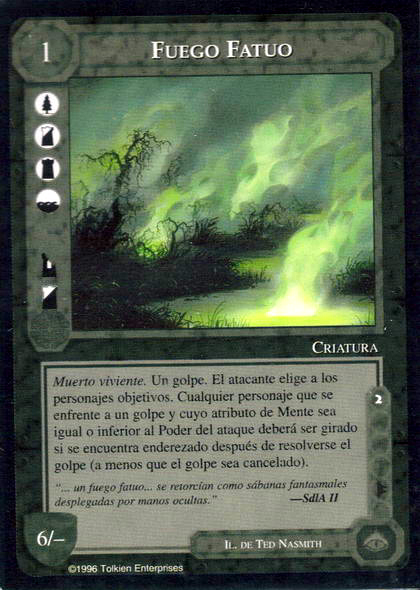 1
FUEGO FATUO
CRIATURA
Muerto viviente. Un golpe. El atacante elige a los
personajes objetivos. Cualquier personaje que se
enfrente a un golpe y cuyo atributo de Mente sea
igual o inferior al Poder del ataque deberá ser girado
si se encuentra enderezado después de resolverse el
golpe (a menos que el golpe sea cancelado).
2
"... un fuego fatuo... se retorcían como sábanas fantasmales
desplegadas por manos ocultas."
—SdlA II
6/–
IL. DE TED NASMITH
©1996 Tolkien Enterprises